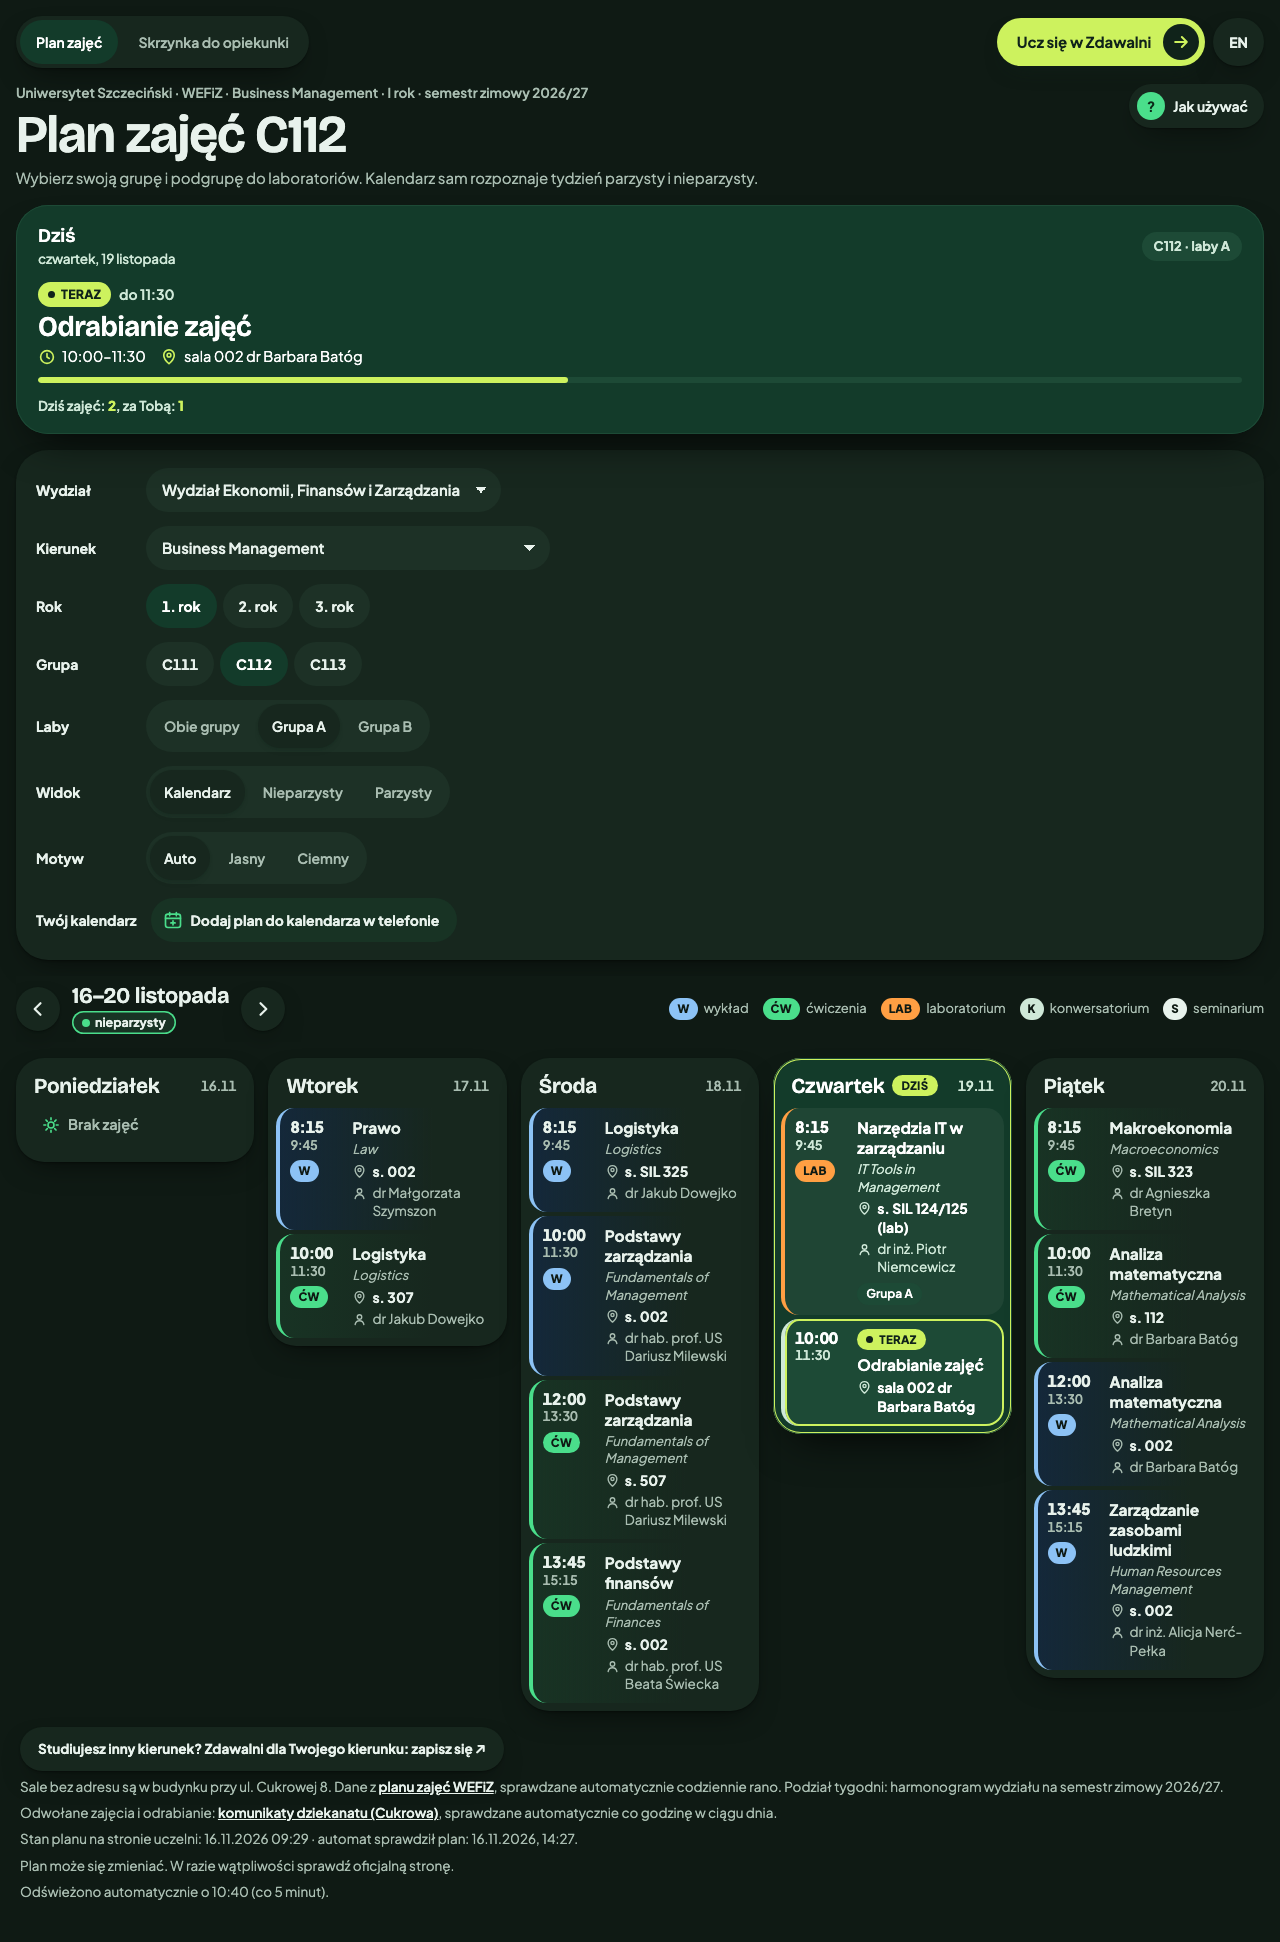 Plan zajęć
Skrzynka do opiekunki
Ucz się w Zdawalni
EN
Uniwersytet Szczeciński · WEFiZ · Business Management · I rok · semestr zimowy 2026/27
? Jak używać
Plan zajęć C112
Wybierz swoją grupę i podgrupę do laboratoriów. Kalendarz sam rozpoznaje tydzień parzysty i nieparzysty.
Dziś
czwartek, 19 listopada
C112 · laby A
TERAZ do 11:30
Odrabianie zajęć
10:00–11:30 sala 002 dr Barbara Batóg
Dziś zajęć: 2, za Tobą: 1
Wydział Wydział Ekonomii, Finansów i Zarządzania
Kierunek Business Management
Rok 1. rok 2. rok 3. rok
Grupa C111 C112 C113
Laby Obie grupy Grupa A Grupa B
Widok Kalendarz Nieparzysty Parzysty
Motyw Auto Jasny Ciemny
Twój kalendarz Dodaj plan do kalendarza w telefonie
16–20 listopada
nieparzysty
W wykład ĆW ćwiczenia LAB laboratorium K konwersatorium S seminarium
Poniedziałek 16.11
Brak zajęć
Wtorek 17.11
8:15
9:45
W
Prawo
Law
s. 002
dr Małgorzata
Szymszon
10:00
11:30
ĆW
Logistyka
Logistics
s. 307
dr Jakub Dowejko
Środa 18.11
8:15
9:45
W
Logistyka
Logistics
s. SIL 325
dr Jakub Dowejko
10:00
11:30
W
Podstawy
zarządzania
Fundamentals of
Management
s. 002
dr hab. prof. US
Dariusz Milewski
12:00
13:30
ĆW
Podstawy
zarządzania
Fundamentals of
Management
s. 507
dr hab. prof. US
Dariusz Milewski
13:45
15:15
ĆW
Podstawy
finansów
Fundamentals of
Finances
s. 002
dr hab. prof. US
Beata Świecka
Czwartek DZIŚ 19.11
8:15
9:45
LAB
Narzędzia IT w
zarządzaniu
IT Tools in
Management
s. SIL 124/125
(lab)
dr inż. Piotr
Niemcewicz
Grupa A
10:00
11:30
TERAZ
Odrabianie zajęć
sala 002 dr
Barbara Batóg
Piątek 20.11
8:15
9:45
ĆW
Makroekonomia
Macroeconomics
s. SIL 323
dr Agnieszka
Bretyn
10:00
11:30
ĆW
Analiza
matematyczna
Mathematical Analysis
s. 112
dr Barbara Batóg
12:00
13:30
W
Analiza
matematyczna
Mathematical Analysis
s. 002
dr Barbara Batóg
13:45
15:15
W
Zarządzanie
zasobami
ludzkimi
Human Resources
Management
s. 002
dr inż. Alicja Nerć-
Pełka
Studiujesz inny kierunek? Zdawalni dla Twojego kierunku: zapisz się ↗
Sale bez adresu są w budynku przy ul. Cukrowej 8. Dane z planu zajęć WEFiZ, sprawdzane automatycznie codziennie rano. Podział tygodni: harmonogram wydziału na semestr zimowy 2026/27.
Odwołane zajęcia i odrabianie: komunikaty dziekanatu (Cukrowa), sprawdzane automatycznie co godzinę w ciągu dnia.
Stan planu na stronie uczelni: 16.11.2026 09:29 · automat sprawdził plan: 16.11.2026, 14:27.
Plan może się zmieniać. W razie wątpliwości sprawdź oficjalną stronę.
Odświeżono automatycznie o 10:40 (co 5 minut).